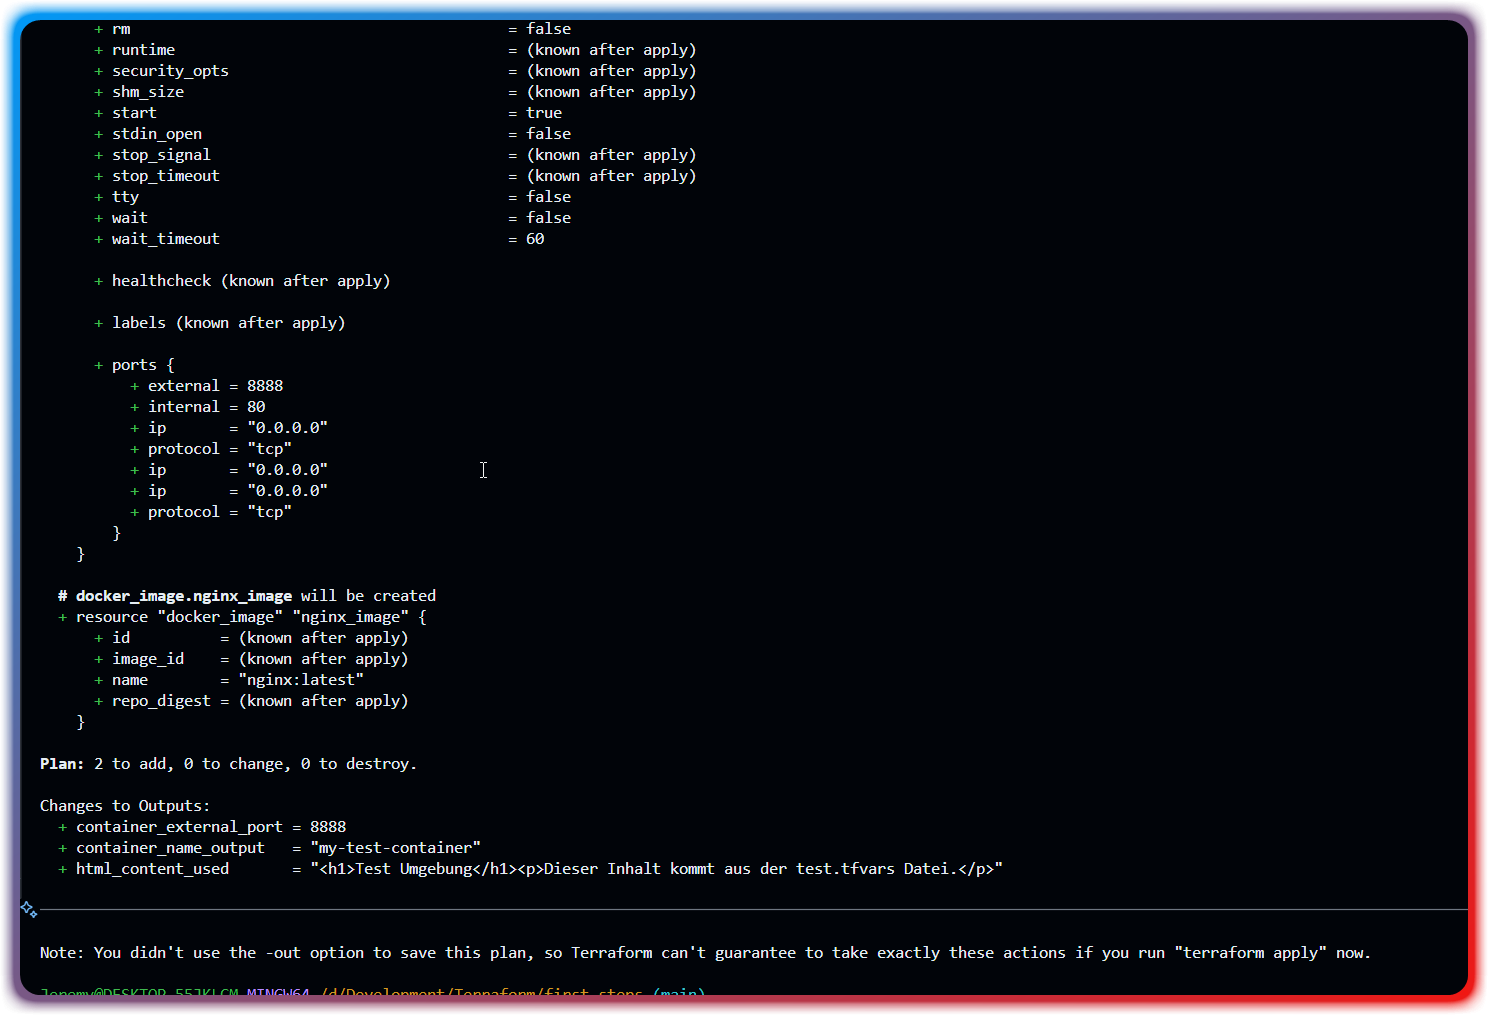 + rm = false
+ runtime = (known after apply)
+ security_opts = (known after apply)
+ shm_size = (known after apply)
+ start = true
+ stdin_open = false
+ stop_signal = (known after apply)
+ stop_timeout = (known after apply)
+ tty = false
+ wait = false
+ wait_timeout = 60
+ healthcheck (known after apply)
+ labels (known after apply)
+ ports {
+ external = 8888
+ internal = 80
+ ip = "0.0.0.0"
+ protocol = "tcp"
+ ip = "0.0.0.0"
+ ip = "0.0.0.0"
+ protocol = "tcp"
}
}
# docker_image.nginx_image will be created
+ resource "docker_image" "nginx_image" {
+ id = (known after apply)
+ image_id = (known after apply)
+ name = "nginx:latest"
+ repo_digest = (known after apply)
}
Plan: 2 to add, 0 to change, 0 to destroy.
Changes to Outputs:
+ container_external_port = 8888
+ container_name_output = "my-test-container"
+ html_content_used = "<h1>Test Umgebung</h1><p>Dieser Inhalt kommt aus der test.tfvars Datei.</p>"
Note: You didn't use the -out option to save this plan, so Terraform can't guarantee to take exactly these actions if you run "terraform apply" now.
MINGW64 /d/Development/Terraform/first-steps (main)